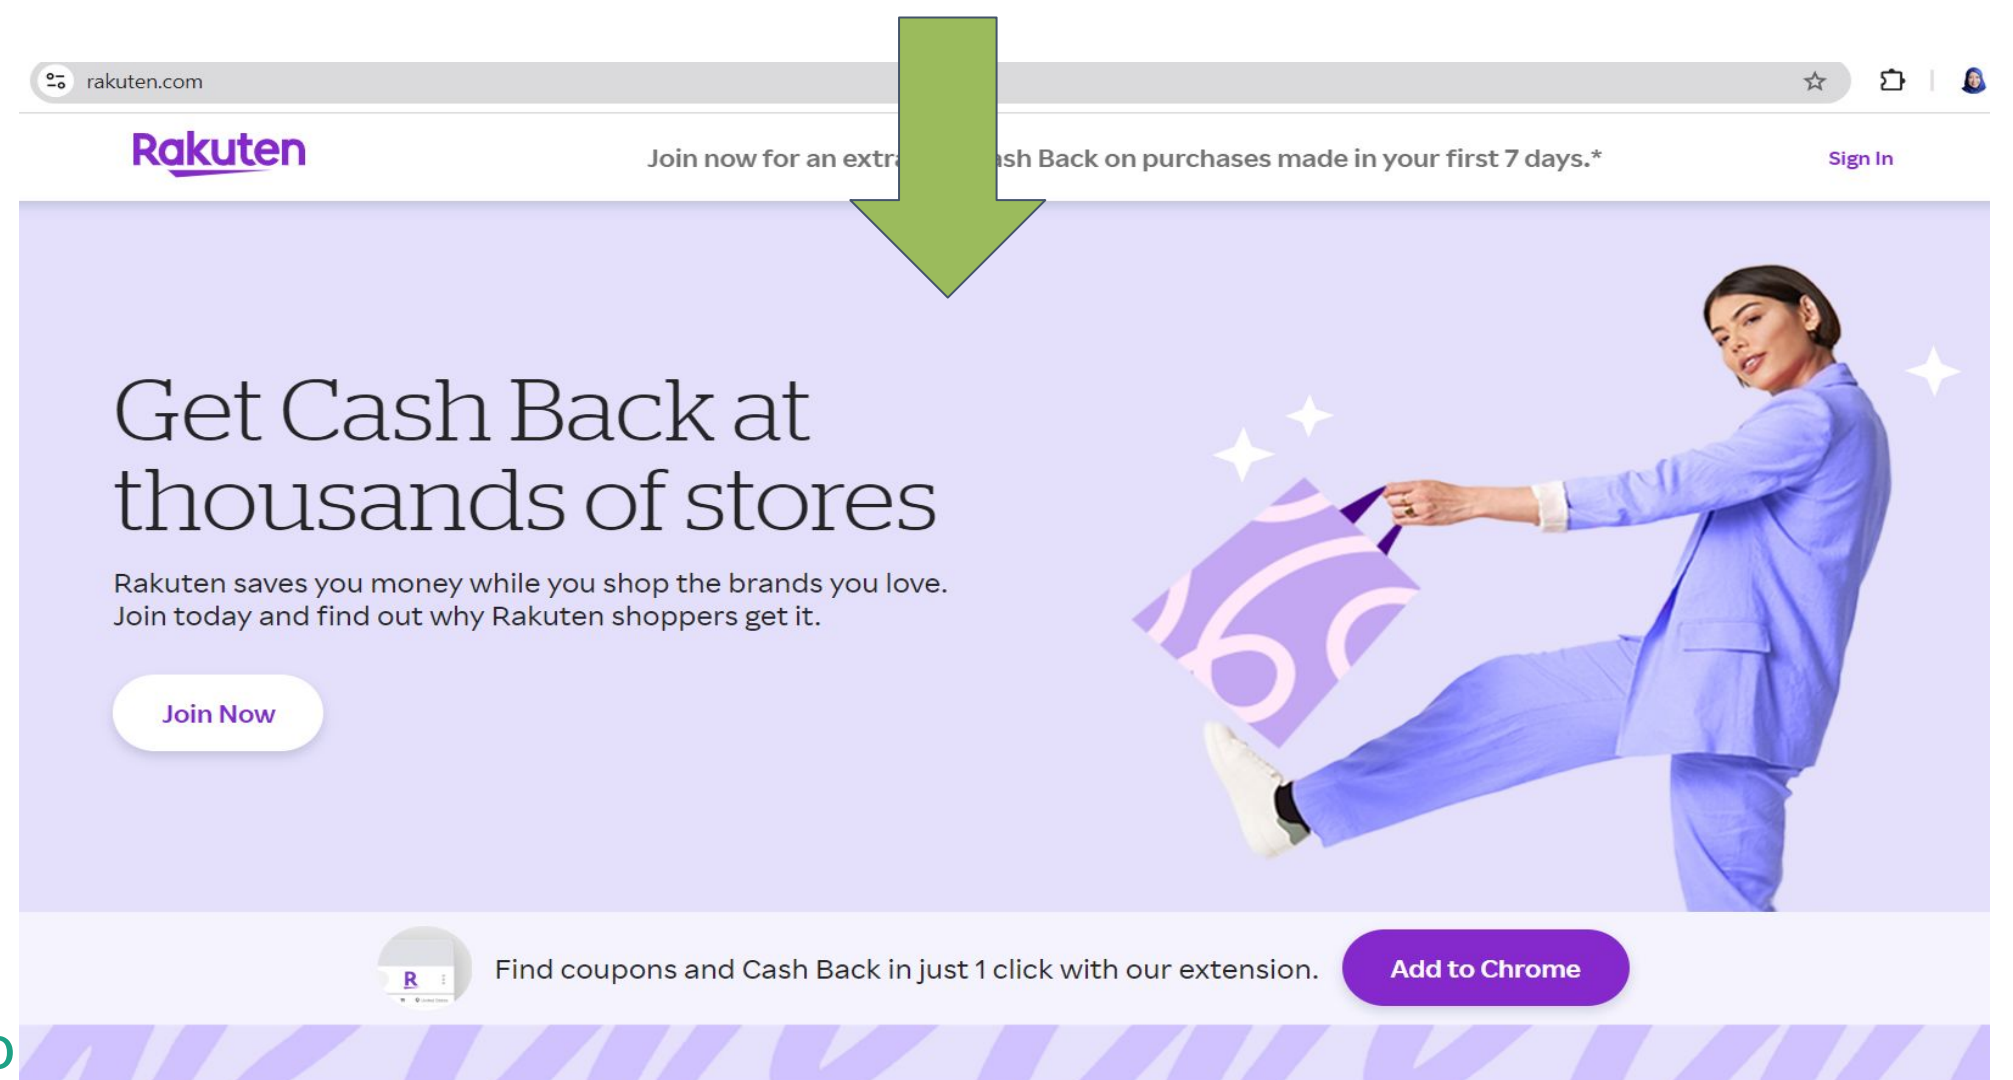 rakuten.com
Rakuten
Join now for an extra Cash Back on purchases made in your first 7 days.*
Sign In
Get Cash Back at
thousands of stores
Rakuten saves you money while you shop the brands you love.
Join today and find out why Rakuten shoppers get it.
Join Now
R
Find coupons and Cash Back in just 1 click with our extension.
Add to Chrome